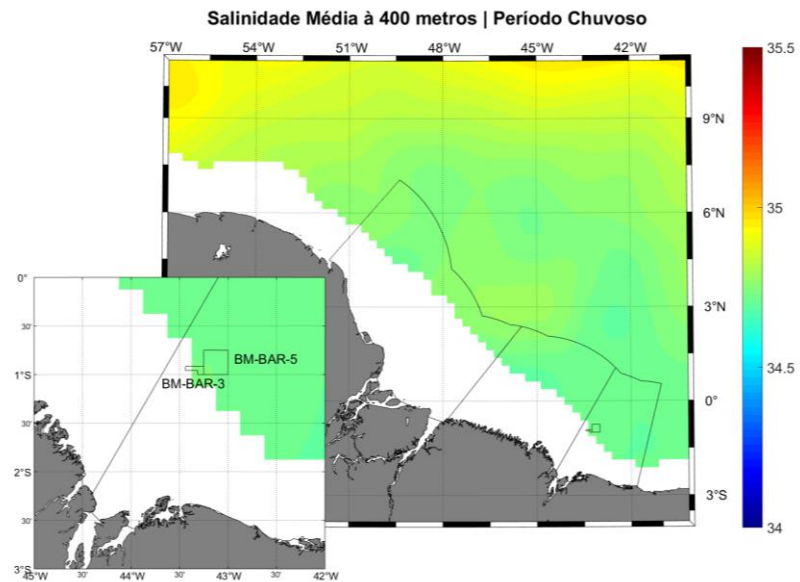 Salinidade Média à 400 metros | Período Chuvoso
57°W 54°W 51°W 48°W 45°W 42°W
35.5
9°N
35
6°N
0°
30'
3°N
BM-BAR-5
34.5
1°S
BM-BAR-3
0°
30'
2°S
3°S
30'
34
3°S
45°W 30' 44°W 30' 43°W 30' 42°W